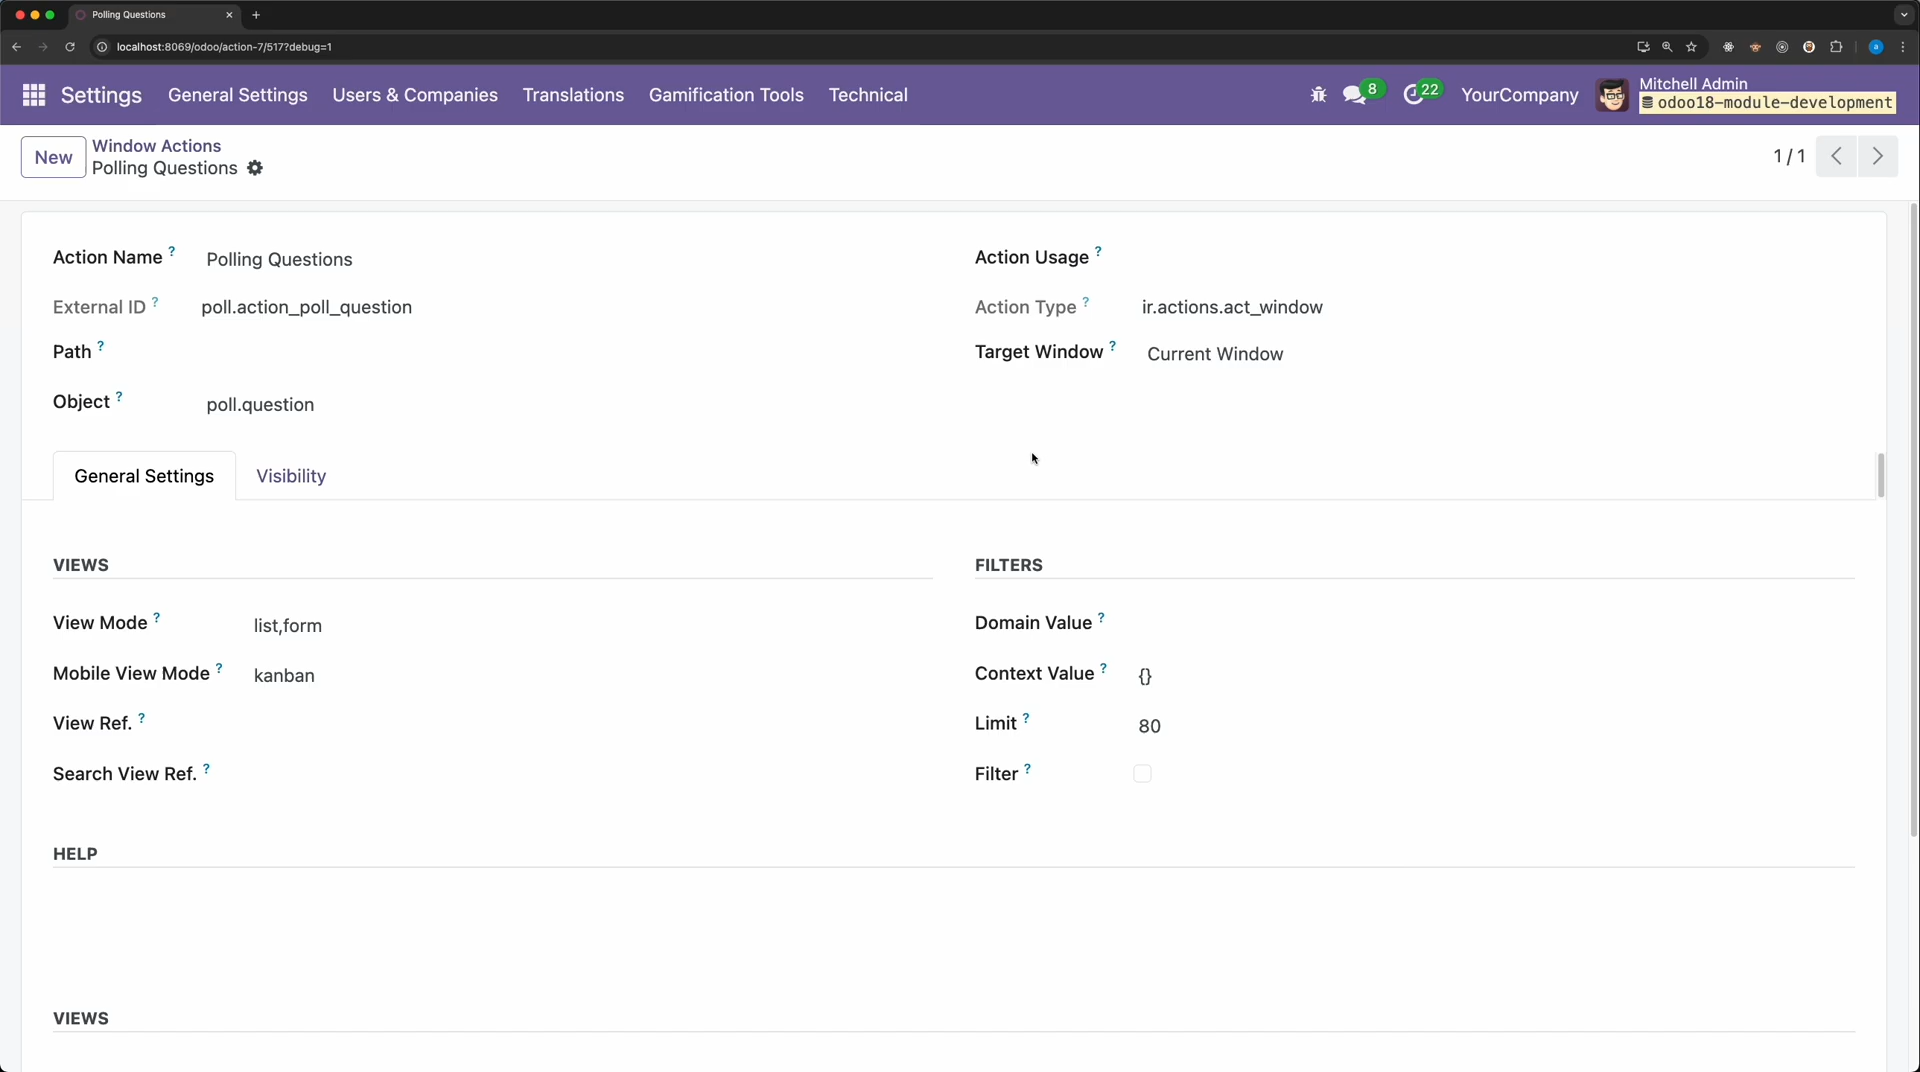 Polling Questions
localhost:8069/odoo/action-7/517?debug=1
a
Settings General Settings Users & Companies Translations Gamification Tools Technical 8 22 YourCompany Mitchell Admin
odoo18-module-development
New Window Actions
Polling Questions
1 / 1
Action Name ? Polling Questions
Action Usage ?
External ID ? poll.action_poll_question
Action Type ? ir.actions.act_window
Path ?
Target Window ? Current Window
Object ? poll.question
General Settings Visibility
VIEWS
FILTERS
View Mode ? list,form
Domain Value ?
Mobile View Mode ? kanban
Context Value ? {}
View Ref. ?
Limit ? 80
Search View Ref. ?
Filter ?
HELP
VIEWS